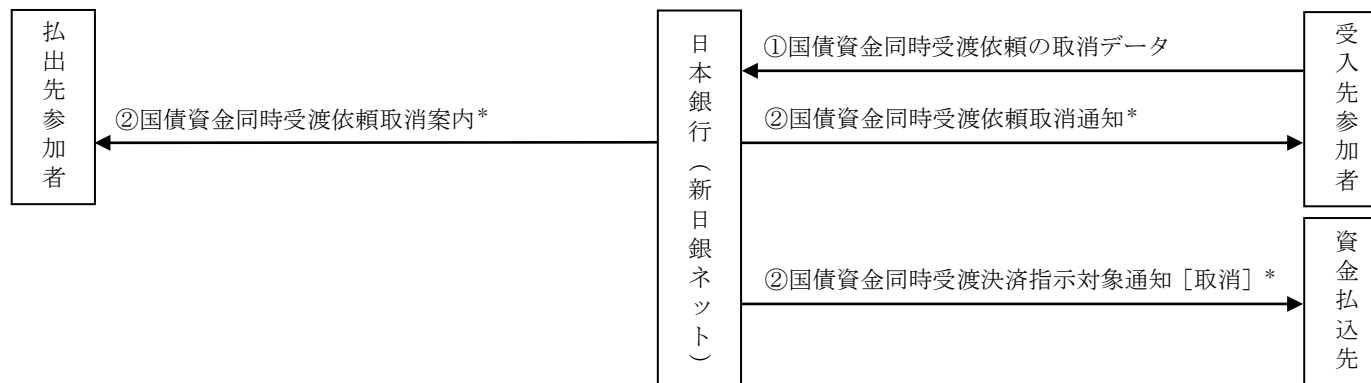 払出先参加者
②国債資金同時受渡依頼取消案内*
日本銀行（新日銀ネット）
①国債資金同時受渡依頼の取消データ
②国債資金同時受渡依頼取消通知*
②国債資金同時受渡決済指示対象通知［取消］*
受入先参加者
資金払込先